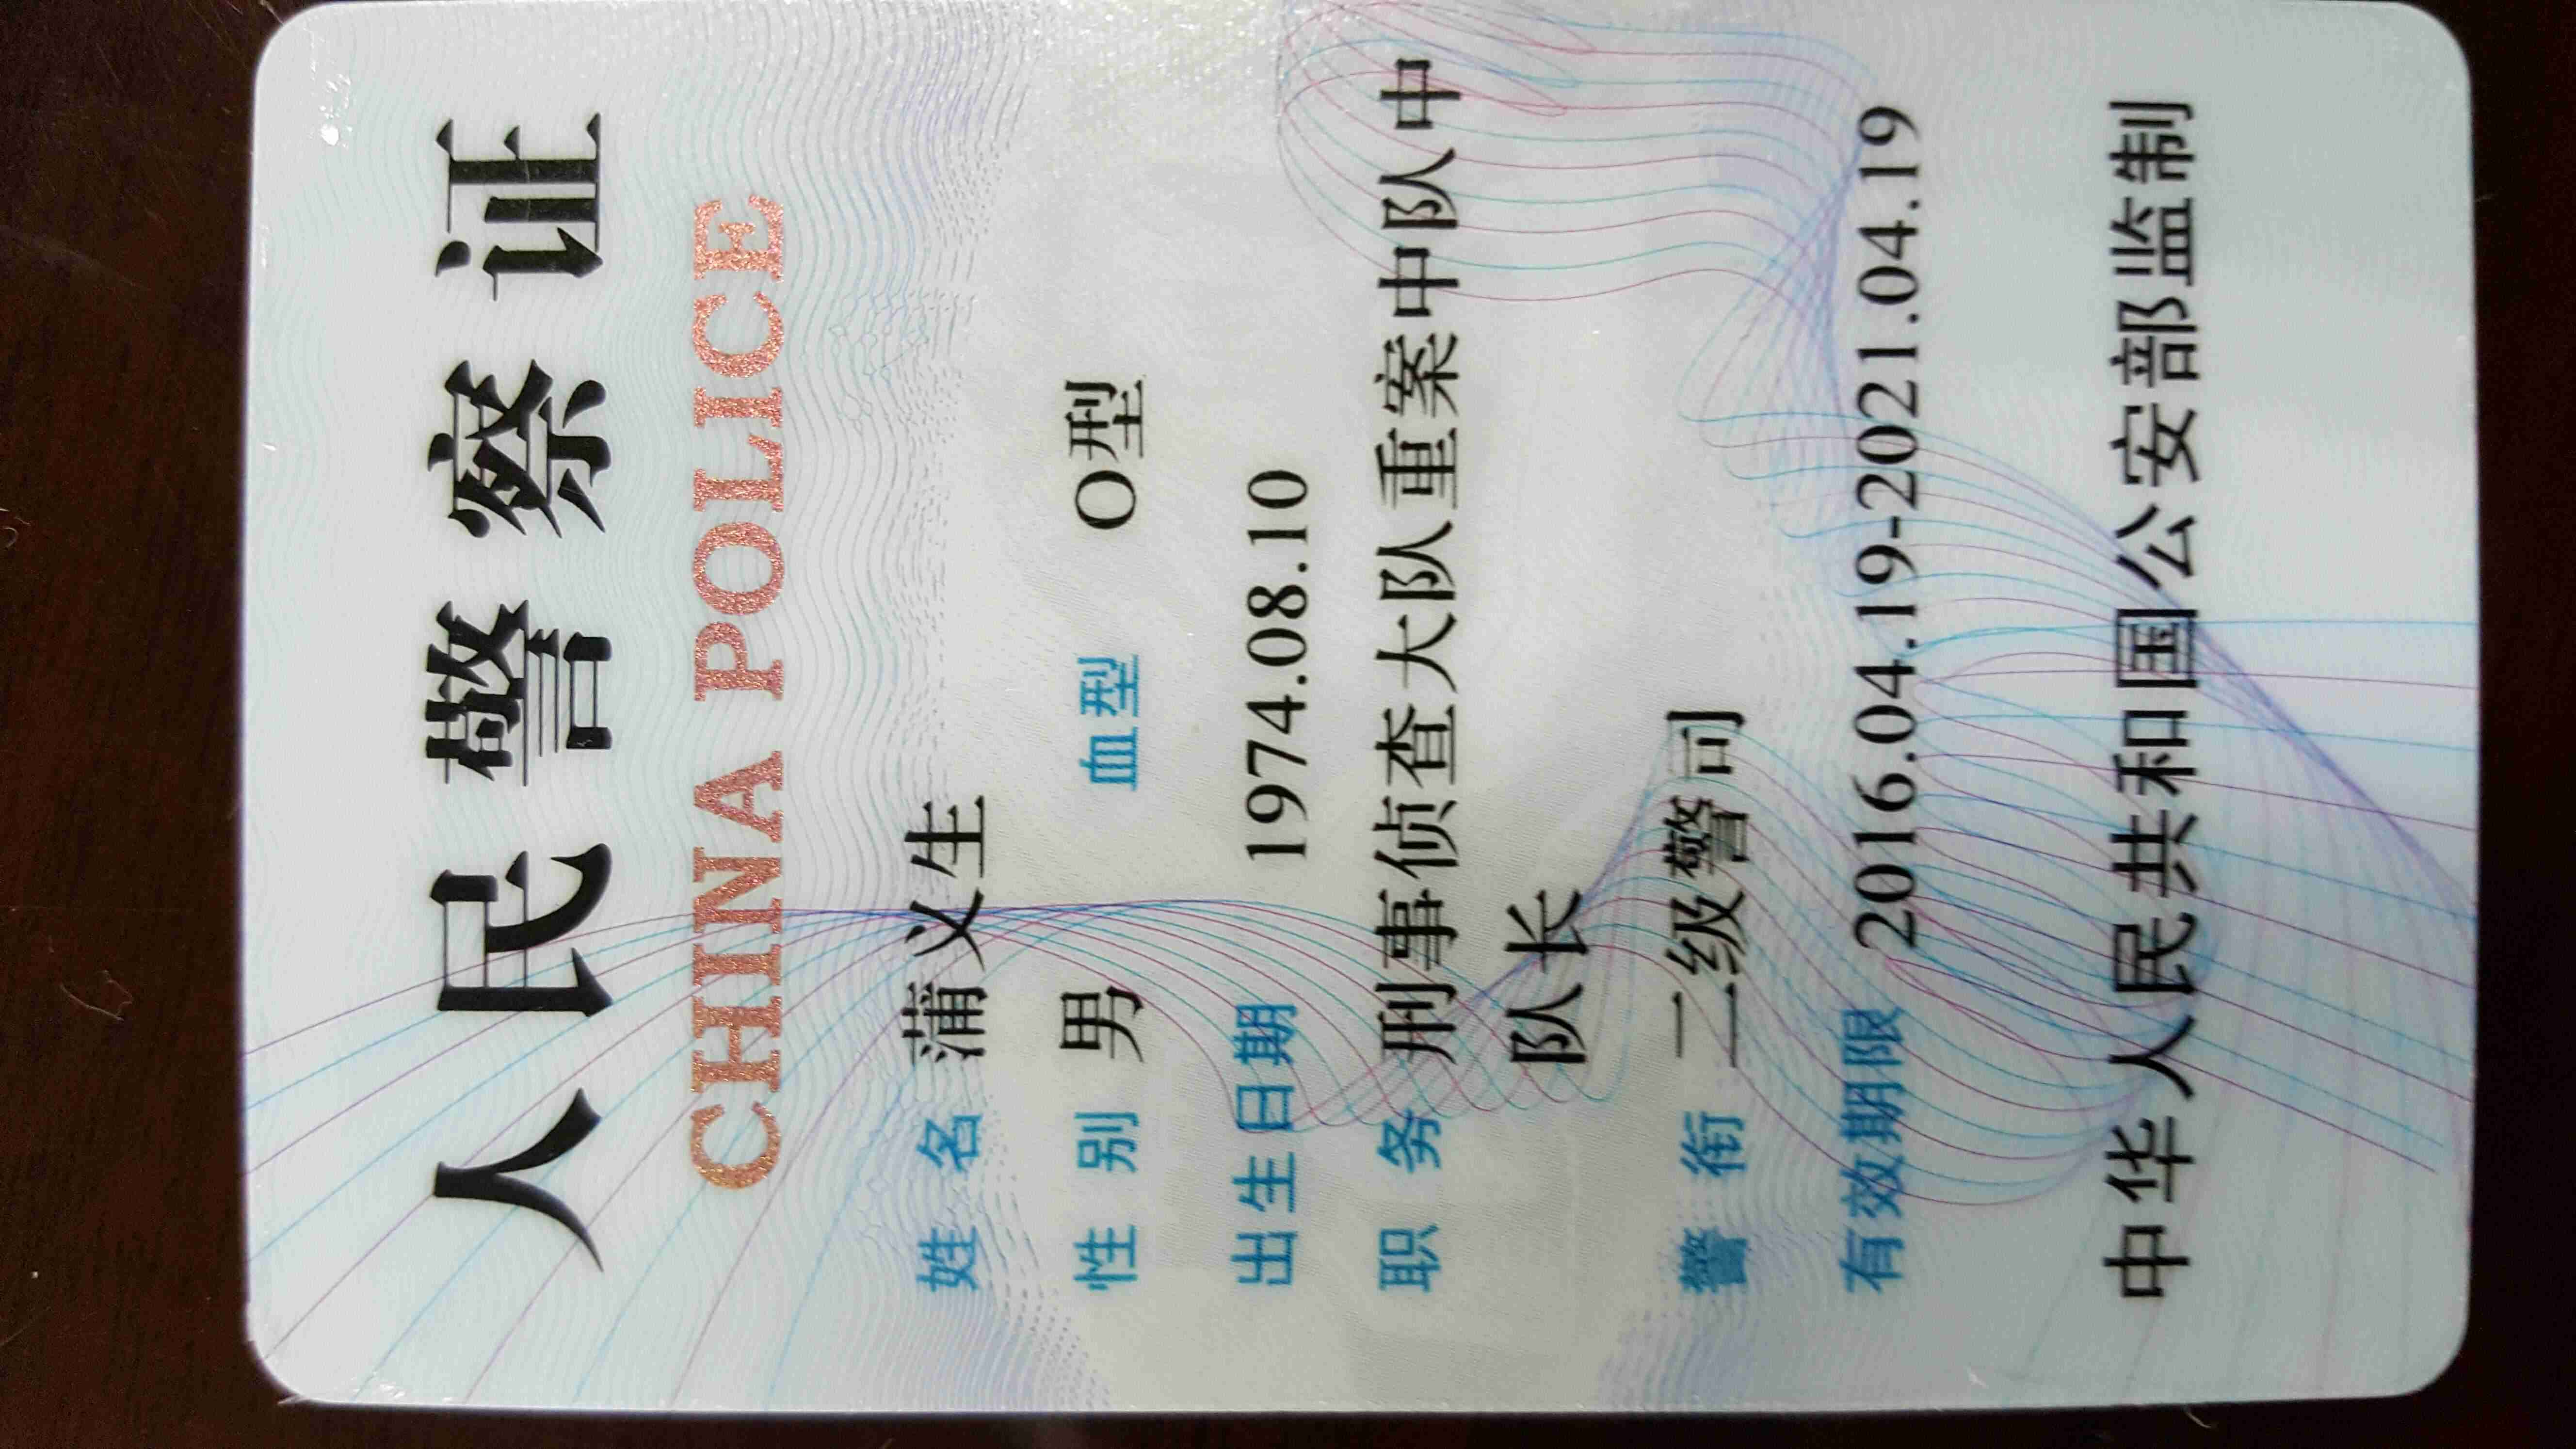 人民警察证
CHINA POLICE
姓名 蒲义生
性别 男 血型 O型
出生日期 1974.08.10
职务 刑事侦查大队重案中队中
队长
警衔 二级警司
有效期限 2016.04.19-2021.04.19
中华人民共和国公安部监制